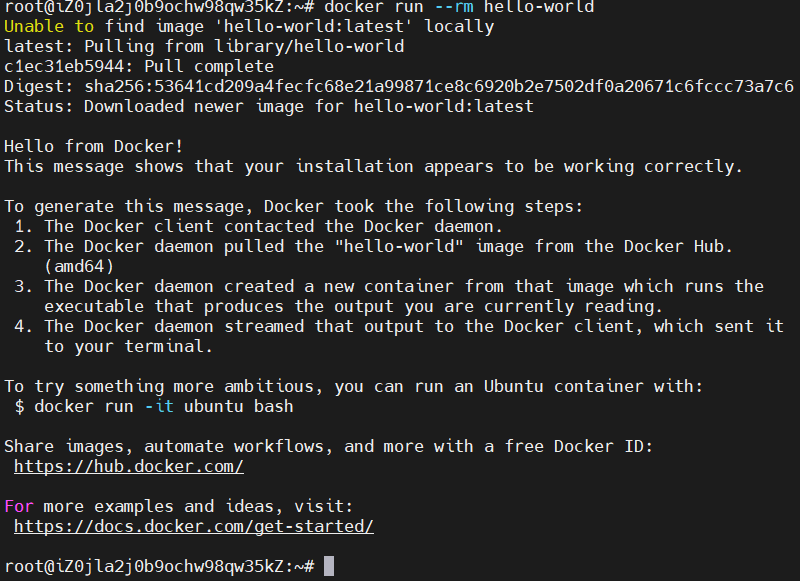 root@iZ0jla2j0b9ochw98qw35kZ:~# docker run --rm hello-world
Unable to find image 'hello-world:latest' locally
latest: Pulling from library/hello-world
c1ec31eb5944: Pull complete
Digest: sha256:53641cd209a4fecfc68e21a99871ce8c6920b2e7502df0a20671c6fccc73a7c6
Status: Downloaded newer image for hello-world:latest

Hello from Docker!
This message shows that your installation appears to be working correctly.

To generate this message, Docker took the following steps:
 1. The Docker client contacted the Docker daemon.
 2. The Docker daemon pulled the "hello-world" image from the Docker Hub.
    (amd64)
 3. The Docker daemon created a new container from that image which runs the
    executable that produces the output you are currently reading.
 4. The Docker daemon streamed that output to the Docker client, which sent it
    to your terminal.

To try something more ambitious, you can run an Ubuntu container with:
 $ docker run -it ubuntu bash

Share images, automate workflows, and more with a free Docker ID:
 https://hub.docker.com/

For more examples and ideas, visit:
 https://docs.docker.com/get-started/

root@iZ0jla2j0b9ochw98qw35kZ:~#